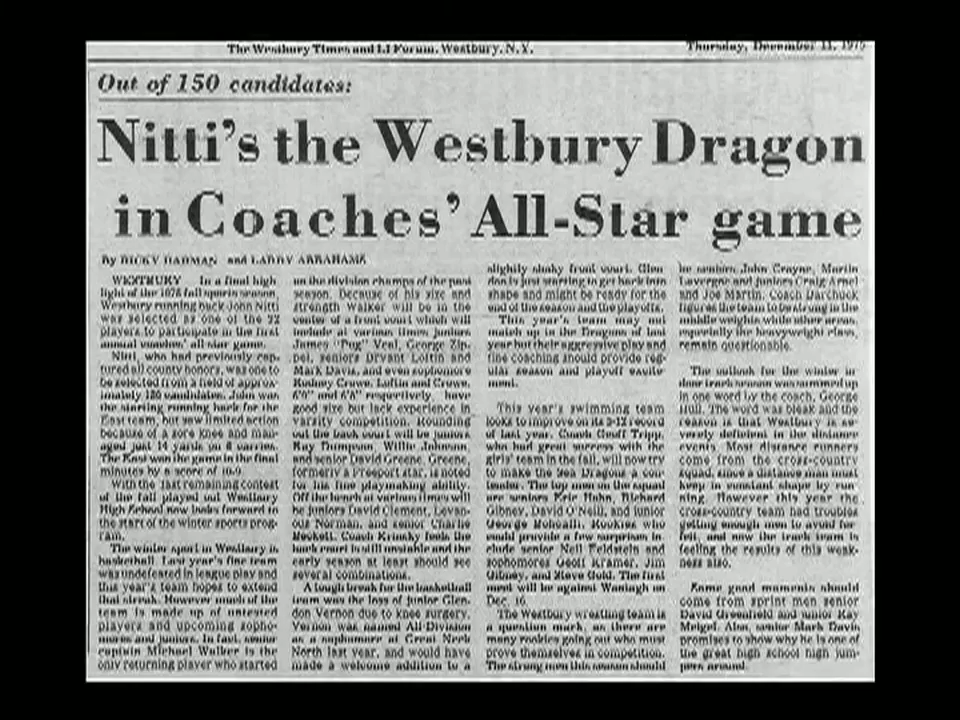 The Westbury Times and LI Forum, Westbury, N.Y.
Thursday, December 11, 1975
Out of 150 candidates:
Nitti's the Westbury Dragon
in Coaches' All-Star game
By RICKY DARMAN and LARRY ABRAHAMS
WESTBURY In a final high
light of the 1975 fall sports season,
Westbury running back John Nitti
was selected as one of the
players to participate in the first
annual coaches' all star game.
Nitti, who had previously cap-
tured all county honors, was one to
be selected from a field of approx-
imately 150 candidates. John was
the starting running back for the
East team, but saw limited action
because of a sore knee and man-
aged just 14 yards on 6 carries.
The East won the game in the final
minutes by a score of
With the last remaining contest
of the fall played out Westbury
High School now looks forward to
the start of the winter sports prog-
ram.
The winter sport in Westbury is
basketball. Last year's fine team
was undefeated in league play and
this year's team hopes to extend
that streak. However much of the
team is made up of untested
players and upcoming sopho-
mores and juniors. In fact, senior
captain Michael Walker is the
only returning player who started
on the division champs of the past
season. Because of his size and
strength walker will be in the
center of a front court which will
include at various times, juniors
James "Pug" Veal, George Zip-
pel, seniors Bryant Loftin and
Mark Davis, and even sophomore
Rodney Crowe. Loftin and Crowe,
respectively, have
good size but lack experience in
varsity competition. Rounding
out the back court will be juniors
Ray Thompson, Willie Johnson,
and senior David Greene. Greene,
formerly a Freeport star, is noted
for his fine playmaking ability.
Off the bench at various times will
be juniors David Clement, Levan-
ous Norman, and senior Charlie
Beckett. Coach Krinsky feels the
back court is still unstable and the
early season at least should see
several combinations.
A tough break for the basketball
team was the loss of junior Glen-
don Vernon due to knee surgery.
Vernon was named All-Division
as a sophomore at Great Neck
North last year, and would have
made a welcome addition to a
slightly shaky front court. Glen
don is just starting to get back into
shape and might be ready for the
end of the season and the playoffs.
This year's team may not
match up to the Dragons of last
year but their aggressive play and
fine coaching should provide reg-
ular season and playoff excite-
ment.
This year's swimming team
looks to improve on its record
of last year. Coach Geoff Tripp,
who had great success with the
girls' team in the fall, will now try
to make the Sea Dragons a con-
tender. The top men on the squad
are seniors Eric Hahn, Richard
Gibney, David O'Neill, and junior
George Rookies who
could provide a few surprises in-
clude senior Neil Feldstein and
sophomores Geoff Kramer, Jim
Gibney, and Steve Gold. The first
meet will be against Wantagh on
Dec. 16.
The Westbury wrestling team is
a question mark, as there are
many rookies going out who must
prove themselves in competition.
The strong men this season should
be seniors John Crayne, Martin
Lavergne and juniors Craig
and Joe Martin. Coach Darchuck
figures the team to be strong in the
middle weights while other areas,
especially the heavyweight class,
remain questionable.
The outlook for the winter in-
door track season was summed up
in one word by the coach, George
Hull. The word was bleak and the
season is that Westbury is se-
verely deficient in the distance
events. Most distance runners
come from the cross-country
squad, since a distance man must
keep in constant shape by run-
ning. However this year the
cross-country team had troubles
getting enough men to avoid for-
feit, and now the track team is
feeling the results of this weak-
ness also.
Some good moments should
come from sprint men senior
David Greenfield and junior Ray
Meigel. Also, senior Mark Davis
promises to show why he is one of
the great high school high jum-
pers around.